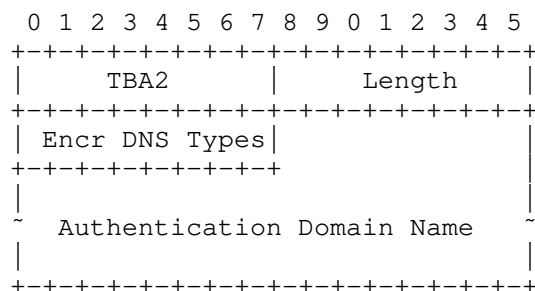 0 1 2 3 4 5 6 7 8 9 0 1 2 3 4 5
+-+-+-+-+-+-+-+-+-+-+-+-+-+-+-+-+
|     TBA2      |     Length    |
+-+-+-+-+-+-+-+-+-+-+-+-+-+-+-+-+
| Encr DNS Types|               |
+-+-+-+-+-+-+-+-+               |
|                               |
~  Authentication Domain Name   ~
|                               |
+-+-+-+-+-+-+-+-+-+-+-+-+-+-+-+-+